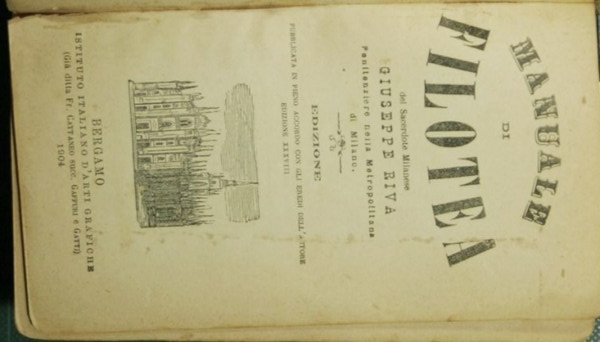 MANUALE
DI
FILOTEA
del Sacerdote Milanese
GIUSEPPE RIVA
Penitenziere nella Metropolitana
di Milano.
EDIZIONE
PUBBLICATA IN PIENO ACCORDO CON GLI EREDI DELL'AUTORE
EDIZIONE XXXVIII
BERGAMO
ISTITUTO ITALIANO D'ARTI GRAFICHE
(Già ditta Fr. CATTANEO succ. GAFFURI e GATTI)
1904